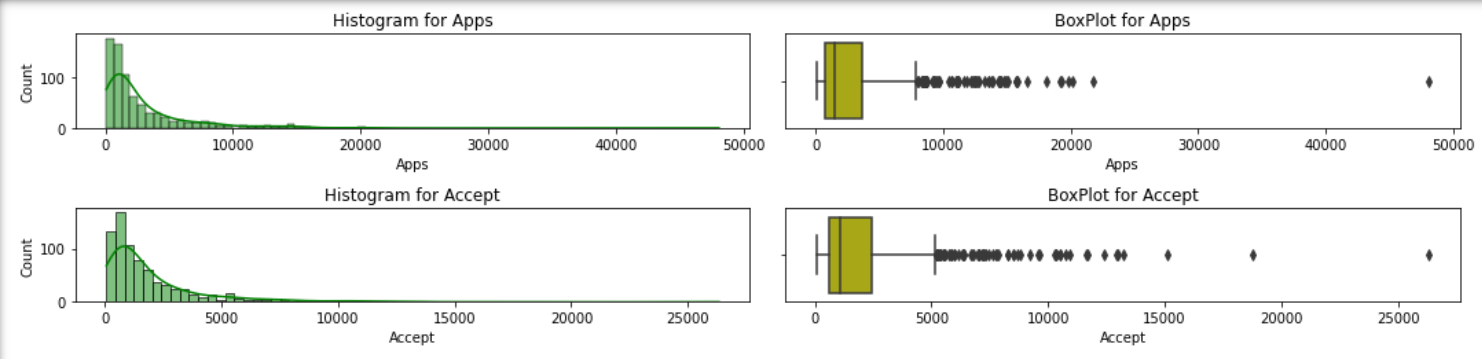 Histogram for Apps
Count
100
0
0 10000 20000 30000 40000 50000
Apps
BoxPlot for Apps
0 10000 20000 30000 40000 50000
Apps
Histogram for Accept
Count
100
0
0 5000 10000 15000 20000 25000
Accept
BoxPlot for Accept
0 5000 10000 15000 20000 25000
Accept